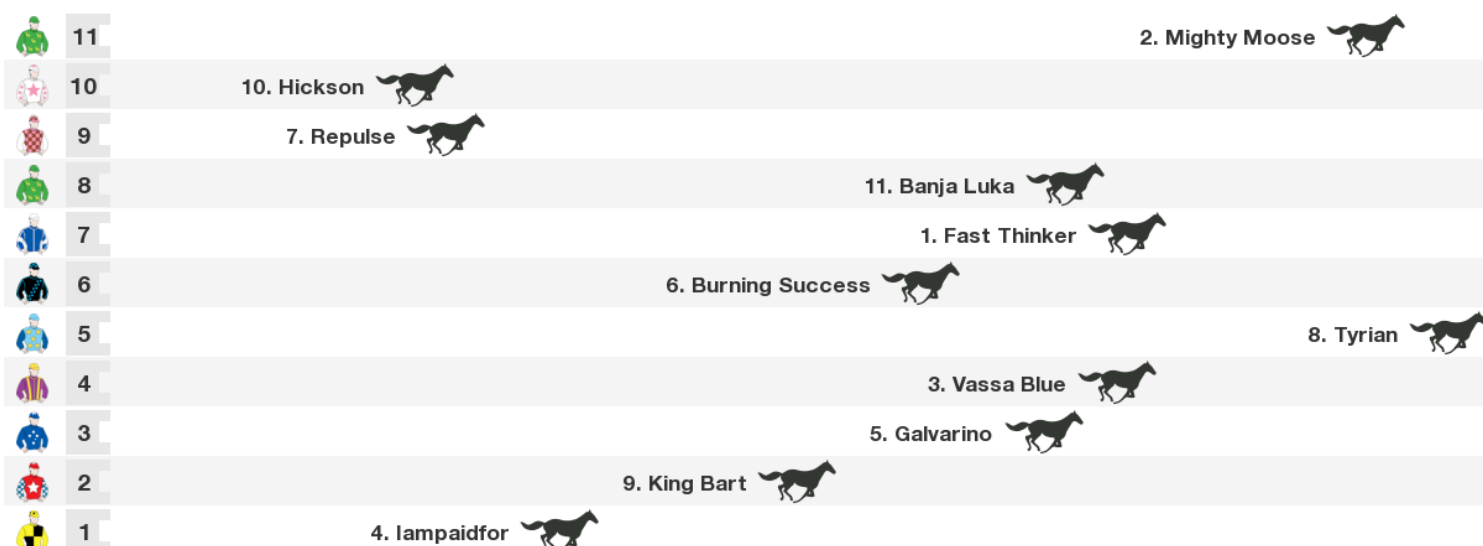 11 2. Mighty Moose
10 10. Hickson
9 7. Repulse
8 11. Banja Luka
7 1. Fast Thinker
6 6. Burning Success
5 8. Tyrian
4 3. Vassa Blue
3 5. Galvarino
2 9. King Bart
1 4. Iampaidfor